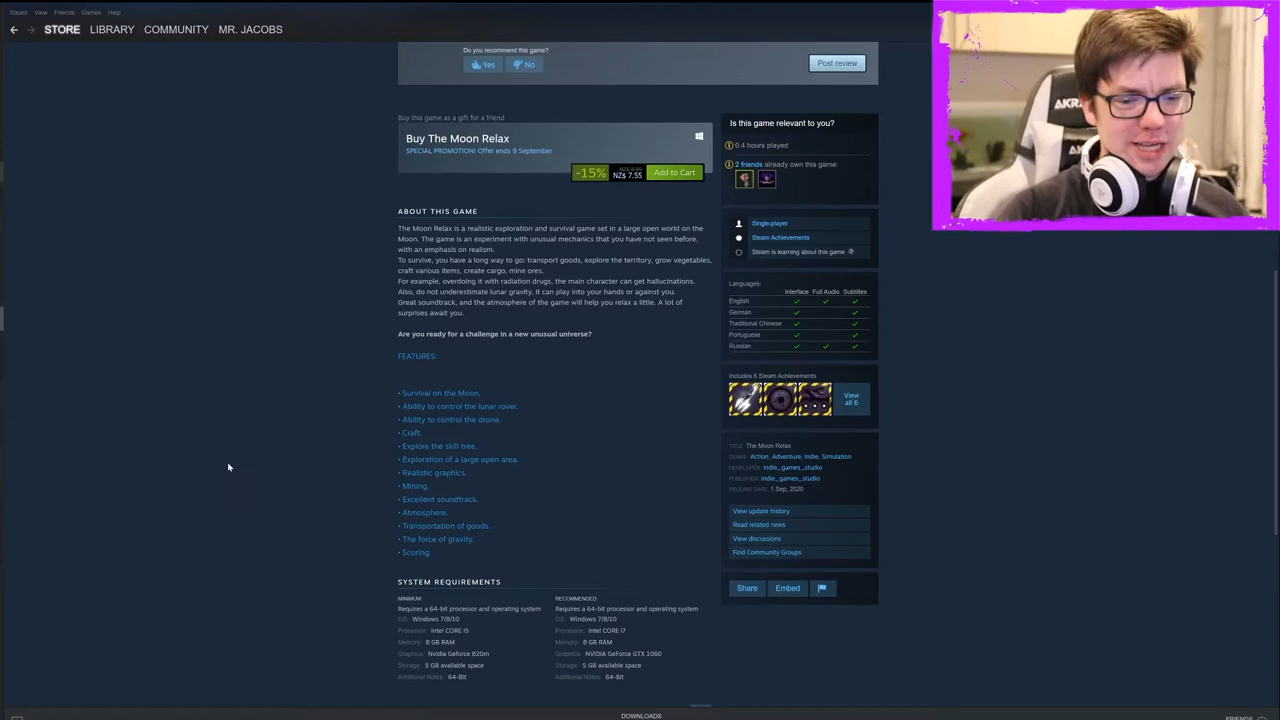 Steam View Friends Games Help
STORE LIBRARY COMMUNITY MR. JACOBS
Do you recommend this game?
Yes No
Post review
Buy this game as a gift for a friend
Buy The Moon Relax
SPECIAL PROMOTION! Offer ends 9 September
-15% NZ$ 7.55 Add to Cart
ABOUT THIS GAME
The Moon Relax is a realistic exploration and survival game set in a large open world on the
Moon. The game is an experiment with unusual mechanics that you have not seen before,
with an emphasis on realism.
To survive, you have a long way to go: transport goods, explore the territory, grow vegetables,
craft various items, create cargo, mine ores.
For example, overdoing it with radiation drugs, the main character can get hallucinations.
Also, do not underestimate lunar gravity, it can play into your hands or against you.
Great soundtrack, and the atmosphere of the game will help you relax a little. A lot of
surprises await you.
Are you ready for a challenge in a new unusual universe?
FEATURES:
• Survival on the Moon.
• Ability to control the lunar rover.
• Ability to control the drone.
• Craft.
• Explore the skill tree.
• Exploration of a large open area.
• Realistic graphics.
• Mining.
• Excellent soundtrack.
• Atmosphere.
• Transportation of goods.
• The force of gravity.
• Scoring.
SYSTEM REQUIREMENTS
MINIMUM:
Requires a 64-bit processor and operating system
OS: Windows 7/8/10
Processor: Intel CORE i5
Memory: 8 GB RAM
Graphics: Nvidia Geforce 820m
Storage: 5 GB available space
Additional Notes: 64-Bit
RECOMMENDED:
Requires a 64-bit processor and operating system
OS: Windows 7/8/10
Processor: Intel CORE i7
Memory: 8 GB RAM
Graphics: NVIDIA GeForce GTX 1060
Storage: 5 GB available space
Additional Notes: 64-Bit
Is this game relevant to you?
0.4 hours played
2 friends already own this game:
Single-player
Steam Achievements
Steam is learning about this game
Languages:
Interface Full Audio Subtitles
English
German
Traditional Chinese
Portuguese
Russian
Includes 6 Steam Achievements
View
all 6
TITLE: The Moon Relax
GENRE: Action, Adventure, Indie, Simulation
DEVELOPER: indie_games_studio
PUBLISHER: indie_games_studio
RELEASE DATE: 1 Sep, 2020
View update history
Read related news
View discussions
Find Community Groups
Share Embed
DOWNLOADS
FRIENDS